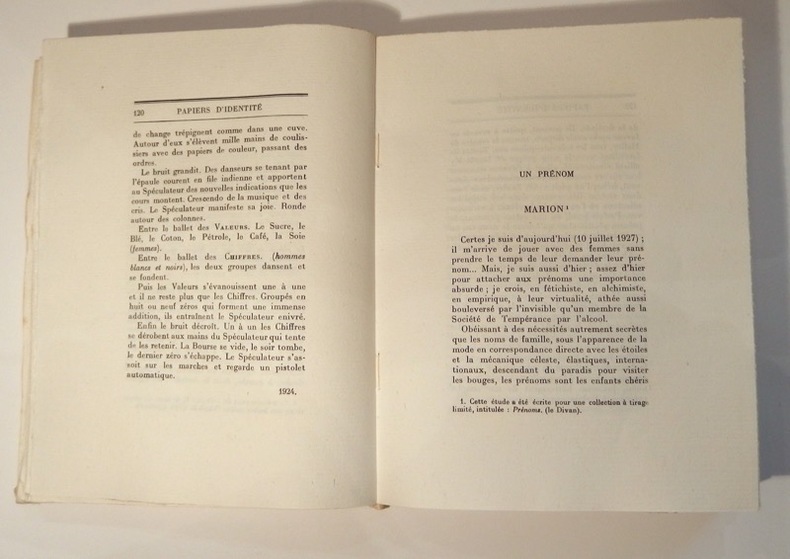 120 PAPIERS D'IDENTITÉ
de change trépignent comme dans une cuve.
Autour d'eux s'élèvent mille mains de coulis-
siers avec des papiers de couleur, passant des
ordres.
Le bruit grandit. Des danseurs se tenant par
l'épaule courent en file indienne et apportent
au Spéculateur des nouvelles indications que les
cours montent. Crescendo de la musique et des
cris. Le Spéculateur manifeste sa joie. Ronde
autour des colonnes.
Entre le ballet des VALEURS. Le Sucre, le
Blé, le Coton, le Pétrole, le Café, la Soie
(femmes).
Entre le ballet des CHIFFRES. (hommes
blancs et noirs), les deux groupes dansent et
se fondent.
Puis les Valeurs s'évanouissent une à une
et il ne reste plus que les Chiffres. Groupés en
huit ou neuf zéros qui forment une immense
addition, ils entraînent le Spéculateur enivré.
Enfin le bruit décroît. Un à un les Chiffres
se dérobent aux mains du Spéculateur qui tente
de les retenir. La Bourse se vide, le soir tombe,
le dernier zéro s'échappe. Le Spéculateur s'as-
soit sur les marches et regarde un pistolet
automatique.
1924.
UN PRÉNOM
MARION¹
Certes je suis d'aujourd'hui (10 juillet 1927) ;
il m'arrive de jouer avec des femmes sans
prendre le temps de leur demander leur pré-
nom... Mais, je suis aussi d'hier ; assez d'hier
pour attacher aux prénoms une importance
absurde ; je crois, en fétichiste, en alchimiste,
en empirique, à leur virtualité, athée aussi
bouleversé par l'invisible qu'un membre de la
Société de Tempérance par l'alcool.
Obéissant à des nécessités autrement secrètes
que les noms de famille, sous l'apparence de la
mode en correspondance directe avec les étoiles
et la mécanique céleste, élastiques, interna-
tionaux, descendant du paradis pour visiter
les bouges, les prénoms sont les enfants chéris
1. Cette étude a été écrite pour une collection à tirage
limité, intitulée : Prénoms. (le Divan).